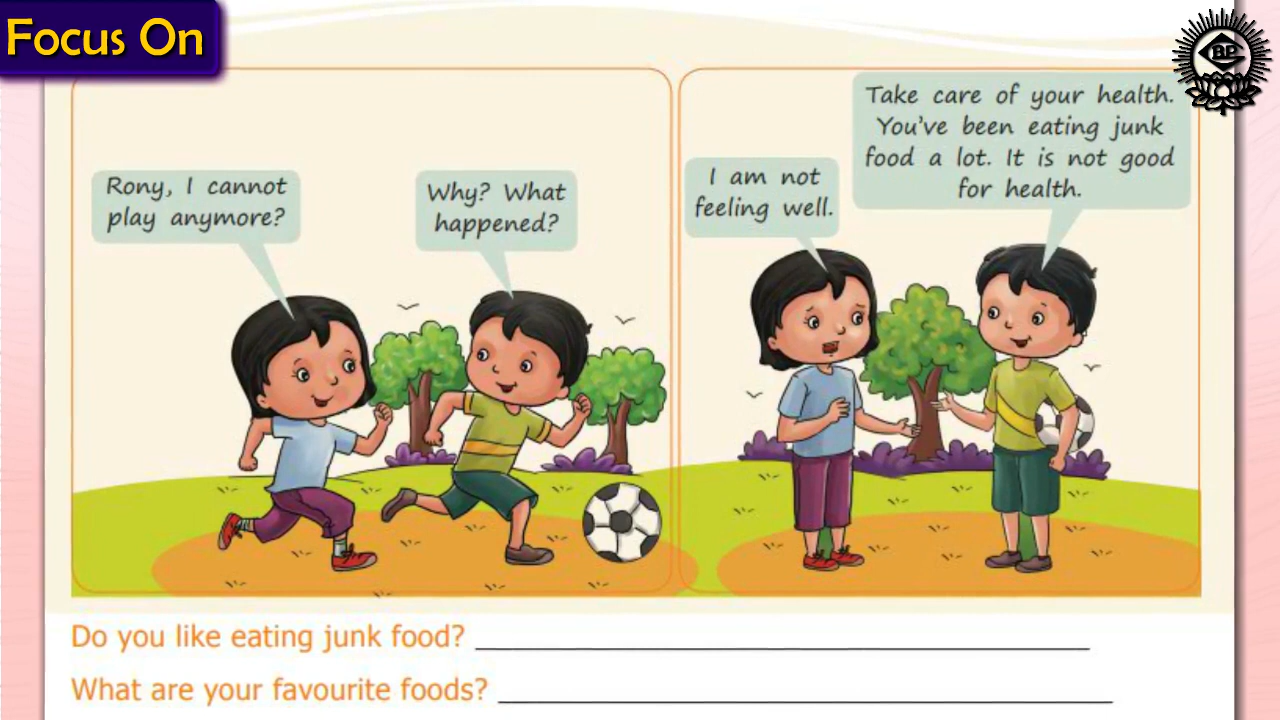 Focus On
BP
Rony, I cannot
play anymore?
Why? What
happened?
I am not
feeling well.
Take care of your health.
You've been eating junk
food a lot. It is not good
for health.
Do you like eating junk food?
What are your favourite foods?